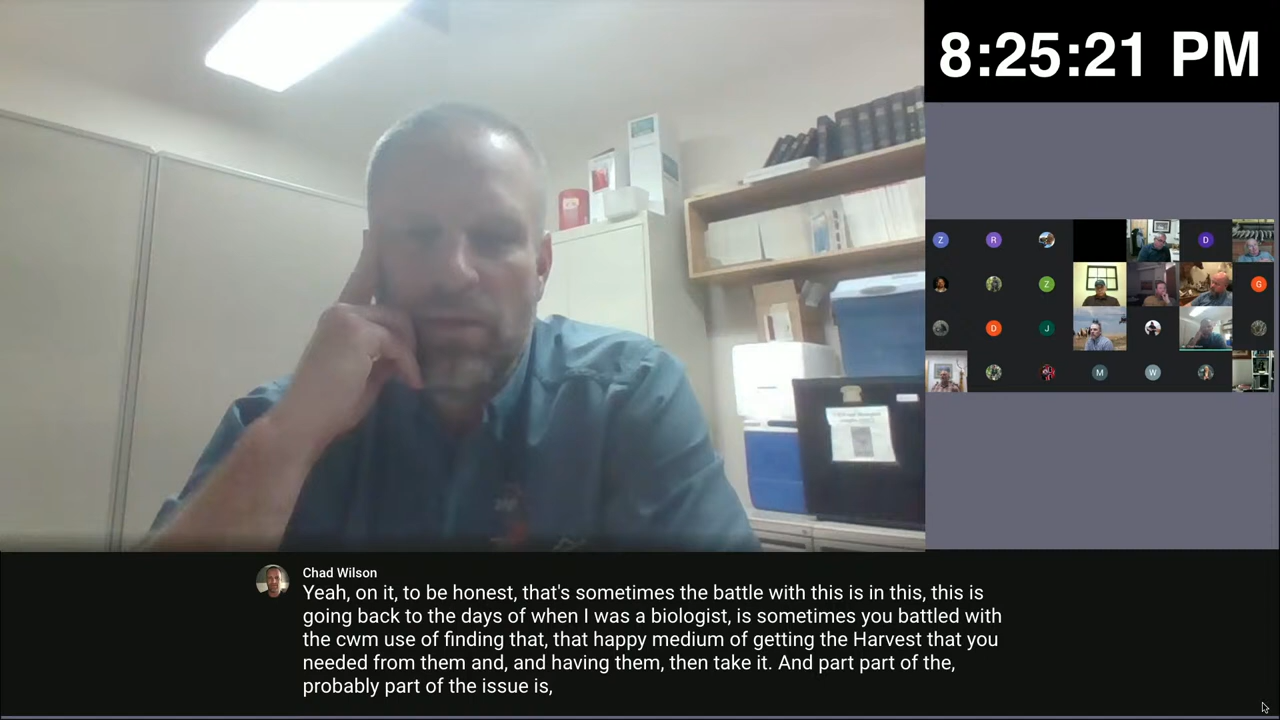 8:25:21 PM
Z
R
D
Z
G
D
J
M
W
Chad Wilson
Yeah, on it, to be honest, that's sometimes the battle with this is in this, this is
going back to the days of when I was a biologist, is sometimes you battled with
the cwm use of finding that, that happy medium of getting the Harvest that you
needed from them and, and having them, then take it. And part part of the,
probably part of the issue is,